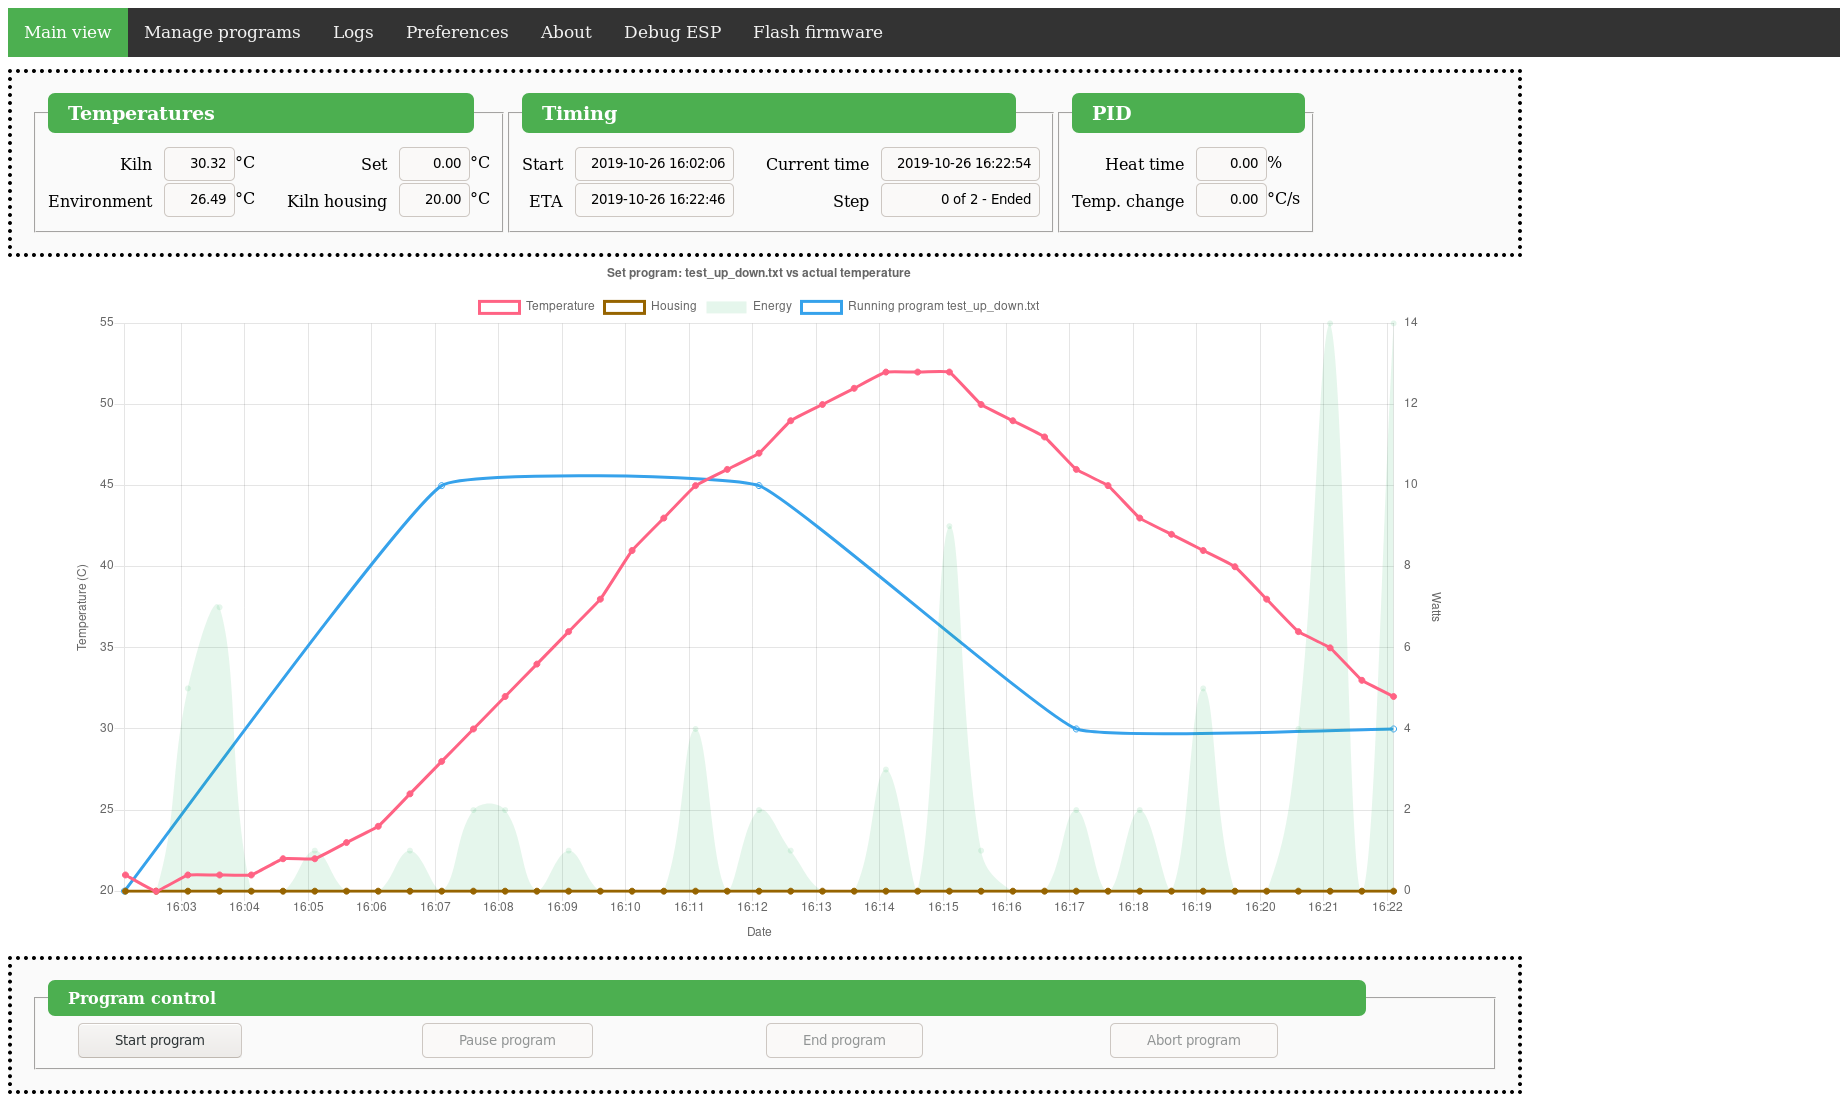 Main view Manage programs Logs Preferences About Debug ESP Flash firmware
Temperatures Timing PID
Kiln 30.32 °C Set 0.00 °C Start 2019-10-26 16:02:06 Current time 2019-10-26 16:22:54 Heat time 0.00 %
Environment 26.49 °C Kiln housing 20.00 °C ETA 2019-10-26 16:22:46 Step 0 of 2 - Ended Temp. change 0.00 °C/s
Set program: test_up_down.txt vs actual temperature
Temperature Housing Energy Running program test_up_down.txt
55 14
50 12
45 10
40 8
Temperature (C)
Watts
35 6
30 4
25 2
20 0
16:03 16:04 16:05 16:06 16:07 16:08 16:09 16:10 16:11 16:12 16:13 16:14 16:15 16:16 16:17 16:18 16:19 16:20 16:21 16:22
Date
Program control
Start program Pause program End program Abort program